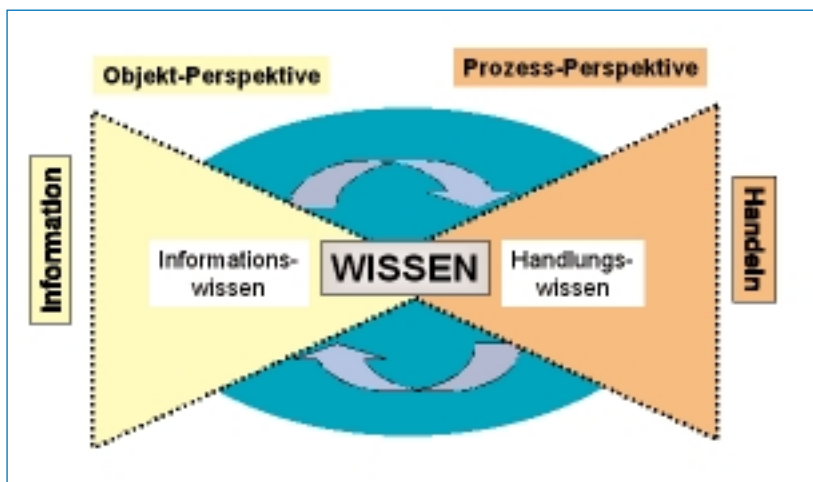 Objekt-Perspektive
Prozess-Perspektive
Information
Informations-
wissen
WISSEN
Handlungs-
wissen
Handeln